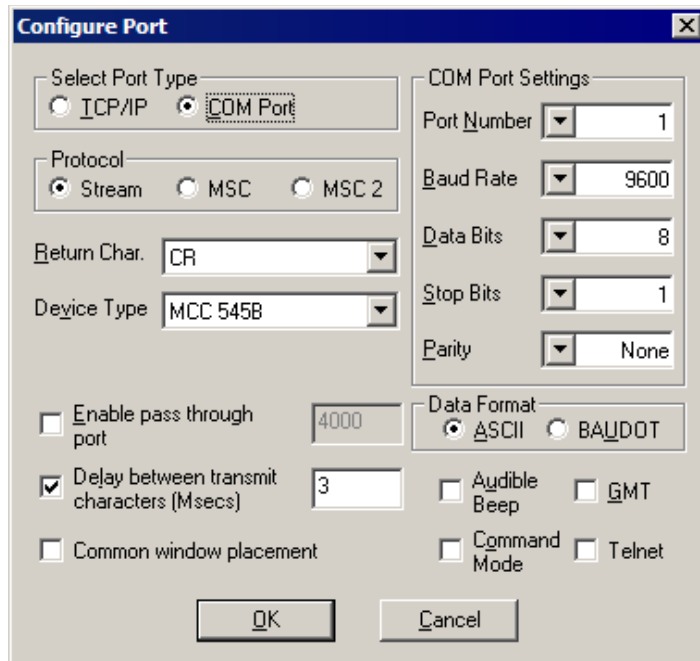 Configure Port
Select Port Type
TCP/IP COM Port
Protocol
Stream MSC MSC 2
Return Char. CR
Device Type MCC 545B
COM Port Settings
Port Number 1
Baud Rate 9600
Data Bits 8
Stop Bits 1
Parity None
Enable pass through
port
4000
Delay between transmit
characters (Msecs)
3
Common window placement
Data Format
ASCII BAUDOT
Audible
Beep
GMT
Command
Mode
Telnet
OK Cancel